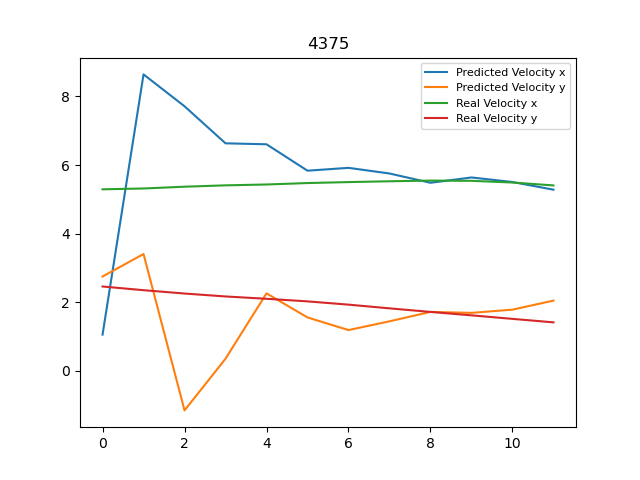 4375
Predicted Velocity x
Predicted Velocity y
Real Velocity x
Real Velocity y
8
6
4
2
0
0 2 4 6 8 10